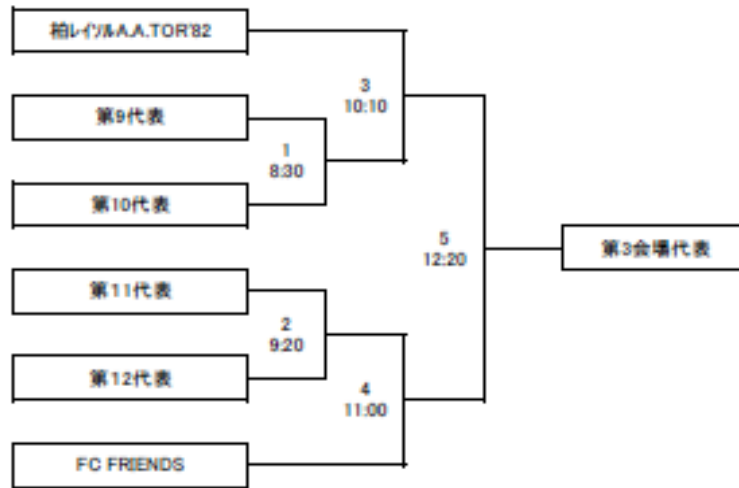 柏レイソルA.A.TOR'82
3
10:10
第9代表
1
8:30
第10代表
5
12:20
第3会場代表
第11代表
2
9:20
第12代表
4
11:00
FC FRIENDS